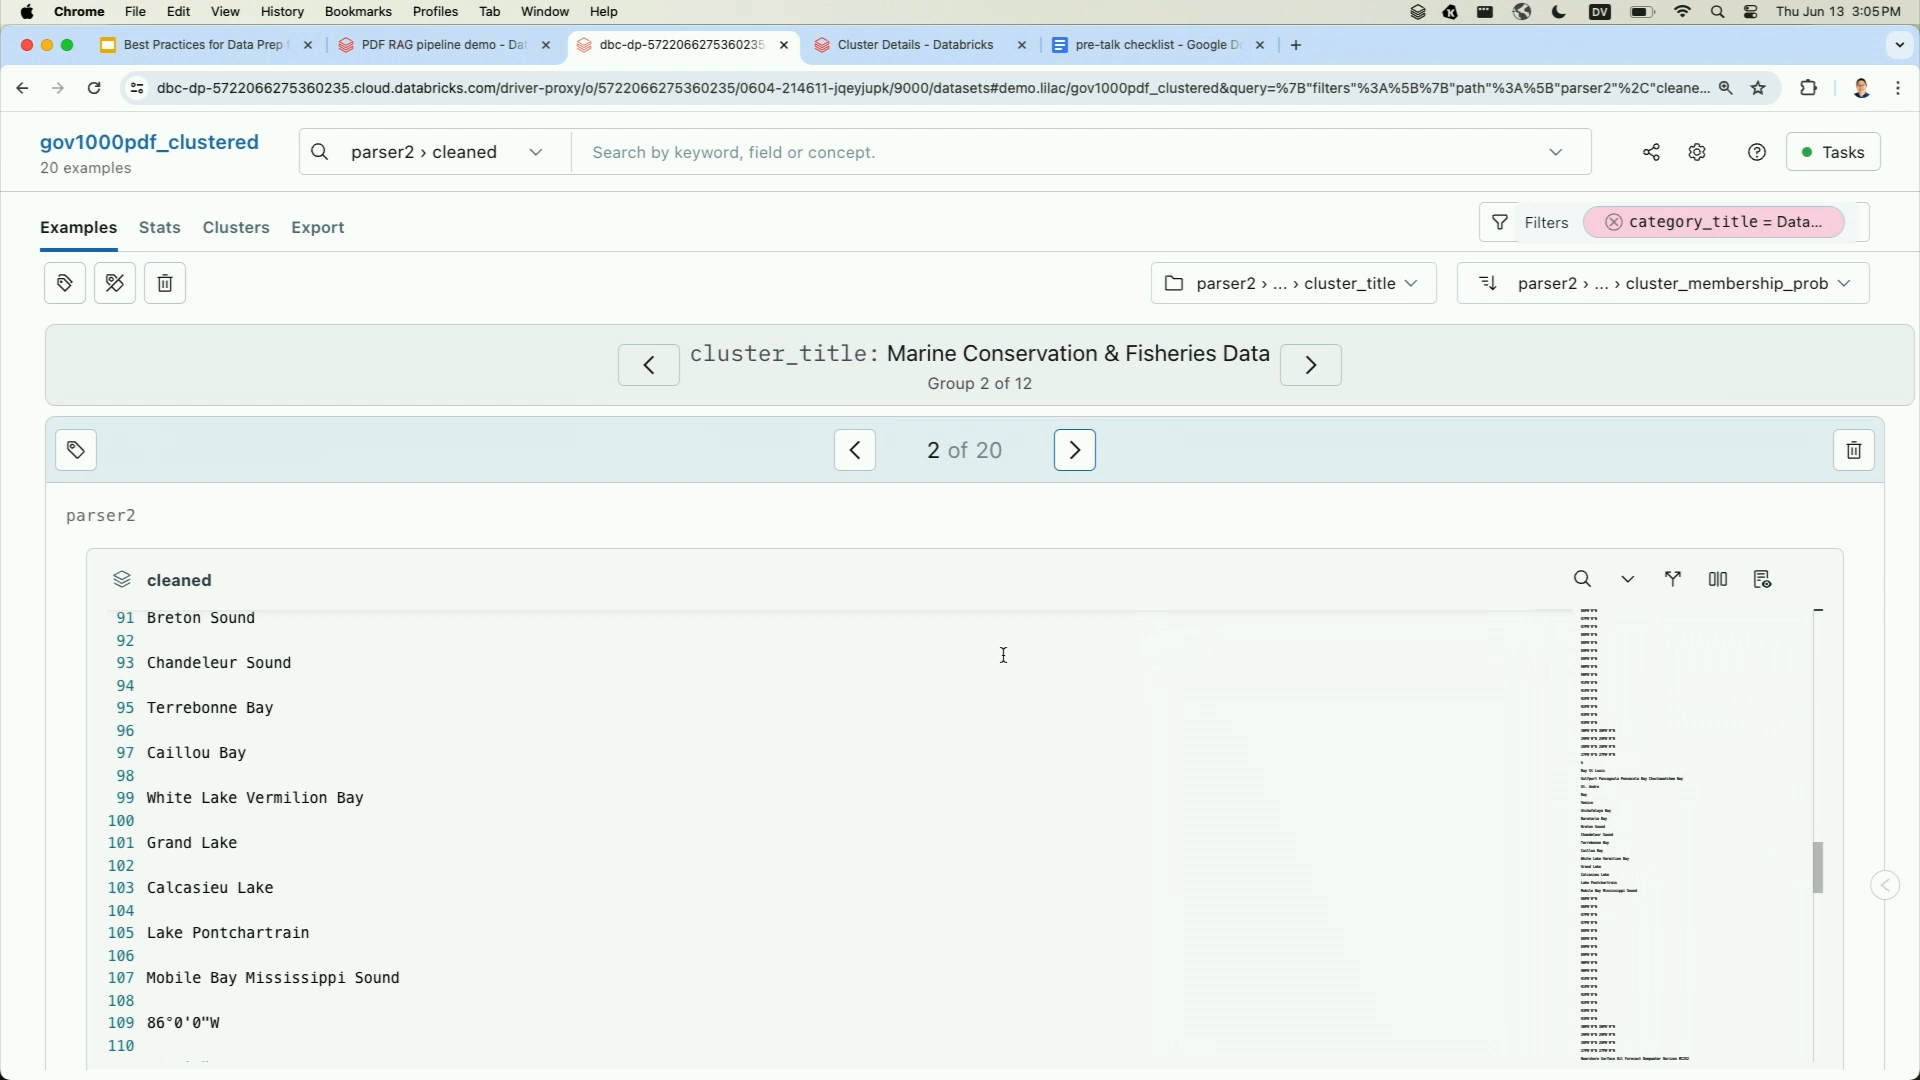 Chrome File Edit View History Bookmarks Profiles Tab Window Help DV Thu Jun 13 3:05 PM
Best Practices for Data Prep PDF RAG pipeline demo - Dat dbc-dp-5722066275360235 Cluster Details - Databricks pre-talk checklist - Google D
dbc-dp-5722066275360235.cloud.databricks.com/driver-proxy/o/5722066275360235/0604-214611-jqeyjupk/9000/datasets#demo.lilac/gov1000pdf_clustered&query=%7B"filters"%3A%5B%7B"path"%3A%5B"parser2"%2C"cleane...
gov1000pdf_clustered
20 examples
parser2 › cleaned
Search by keyword, field or concept.
Tasks
Examples Stats Clusters Export
Filters category_title = Data...
parser2 › ... › cluster_title
parser2 › ... › cluster_membership_prob
cluster_title: Marine Conservation & Fisheries Data
Group 2 of 12
2 of 20
parser2
cleaned
91 Breton Sound
92
93 Chandeleur Sound
94
95 Terrebonne Bay
96
97 Caillou Bay
98
99 White Lake Vermilion Bay
100
101 Grand Lake
102
103 Calcasieu Lake
104
105 Lake Pontchartrain
106
107 Mobile Bay Mississippi Sound
108
109 86°0'0"W
110